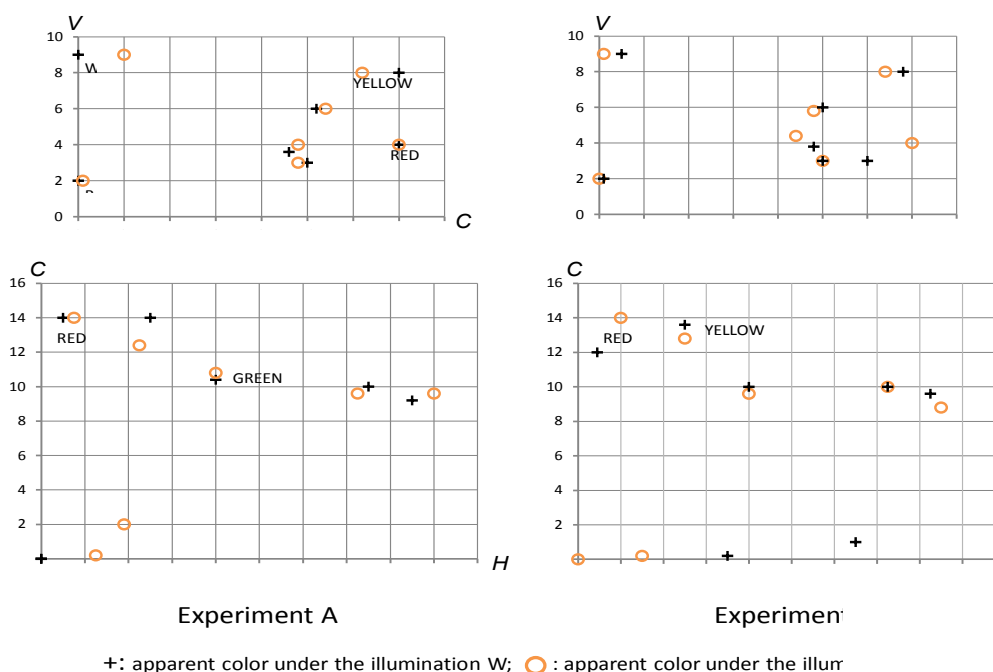 V
10
8
6
4
2
0
YELLOW
RED
C
V
10
8
6
4
2
0
C
16
14
12
10
8
6
4
2
RED
GREEN
H
Experiment A
C
16
14
12
10
8
6
4
2
RED
YELLOW
Experiment
+: apparent color under the illumination W; ○ : apparent color under the illum